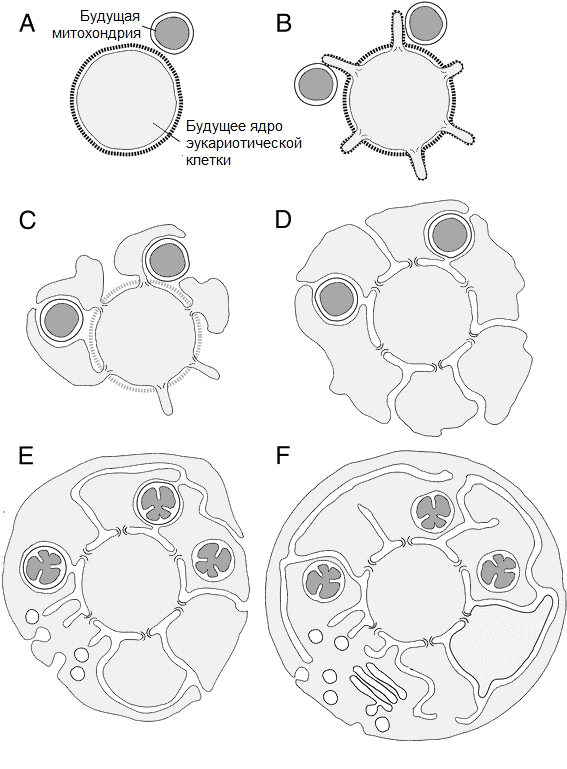 A
Будущая
митохондрия
Будущее ядро
эукариотической
клетки
B
C
D
E
F